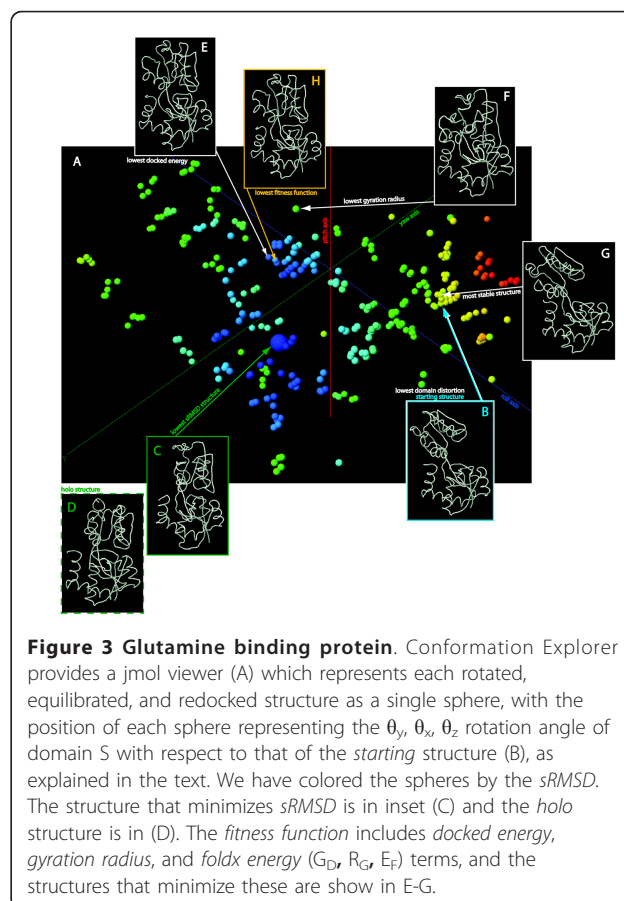 E
H
F
A
lowest docked energy
lowest fitness function
lowest gyration radius
pitch axis
yaw axis
G
most stable structure
lowest sRMSD structure
lowest domain distortion
starting structure
roll axis
B
C
holo structure
D
Figure 3 Glutamine binding protein. Conformation Explorer
provides a jmol viewer (A) which represents each rotated,
equilibrated, and redocked structure as a single sphere, with the
position of each sphere representing the θy, θx, θz rotation angle of
domain S with respect to that of the starting structure (B), as
explained in the text. We have colored the spheres by the sRMSD.
The structure that minimizes sRMSD is in inset (C) and the holo
structure is in (D). The fitness function includes docked energy,
gyration radius, and foldx energy (GD, RG, EF) terms, and the
structures that minimize these are show in E-G.